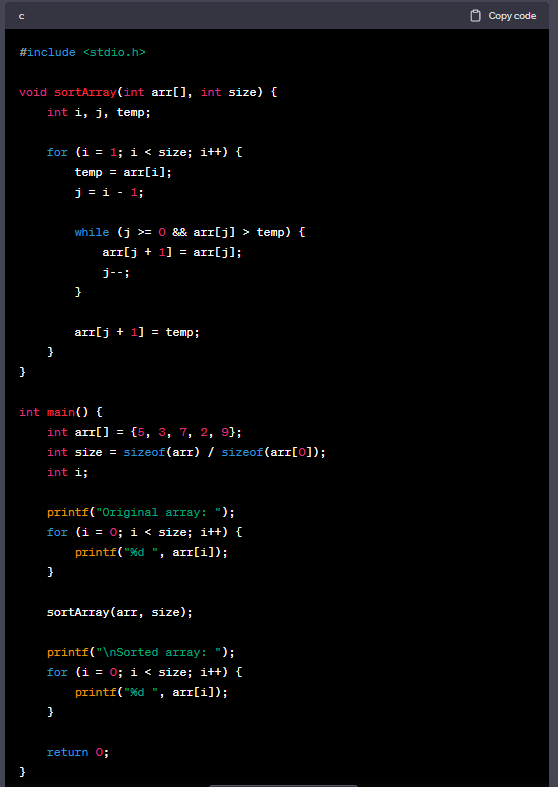 c
Copy code
#include <stdio.h>
void sortArray(int arr[], int size) {
    int i, j, temp;
    for (i = 1; i < size; i++) {
        temp = arr[i];
        j = i - 1;
        while (j >= 0 && arr[j] > temp) {
            arr[j + 1] = arr[j];
            j--;
        }
        arr[j + 1] = temp;
    }
}
int main() {
    int arr[] = {5, 3, 7, 2, 9};
    int size = sizeof(arr) / sizeof(arr[0]);
    int i;
    printf("Original array: ");
    for (i = 0; i < size; i++) {
        printf("%d ", arr[i]);
    }
    sortArray(arr, size);
    printf("\nSorted array: ");
    for (i = 0; i < size; i++) {
        printf("%d ", arr[i]);
    }
    return 0;
}